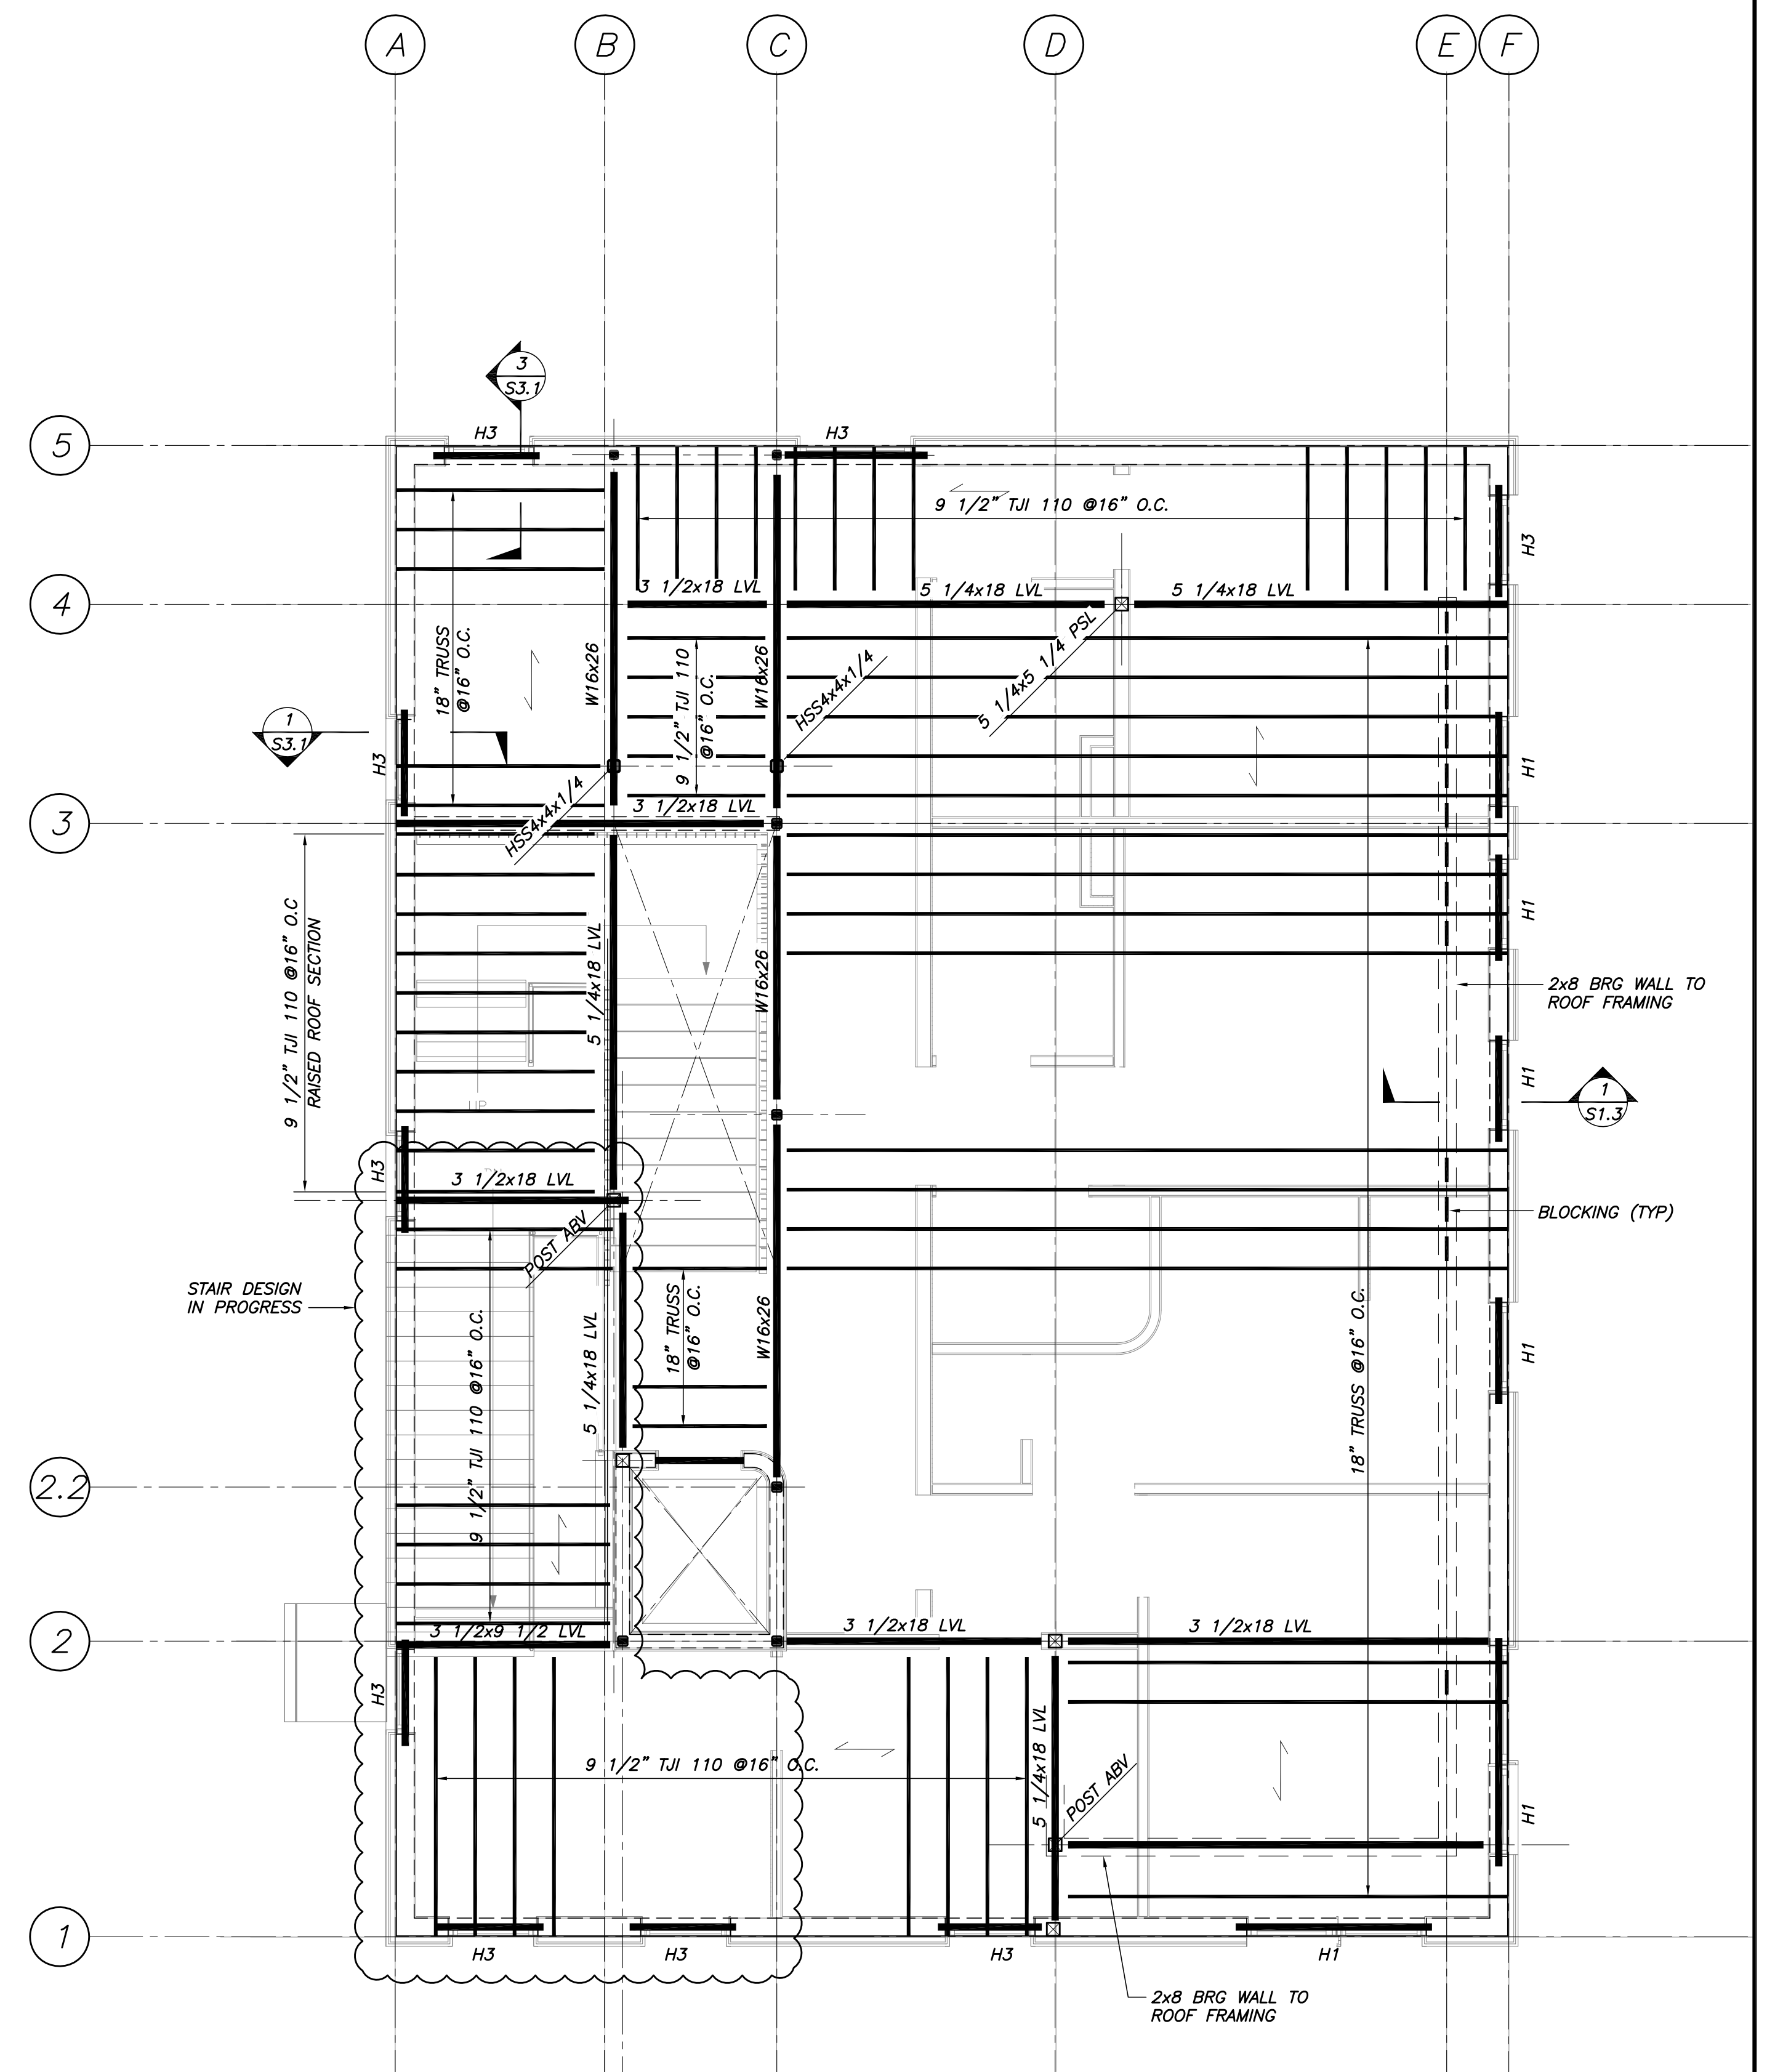 A
B
C
D
E
F
3
S3.1
5
H3
H3
9 1/2" TJI 110 @16" O.C.
H3
4
3 1/2x18 LVL
5 1/4x18 LVL
5 1/4x18 LVL
18" TRUSS
@16" O.C.
W16x26
9 1/2" TJI 110
@16" O.C.
W16x26
HSS4x4x1/4
5 1/4x5 1/4 PSL
1
S3.1
H3
H1
HSS4x4x1/4
3 1/2x18 LVL
3
9 1/2" TJI 110 @16" O.C
RAISED ROOF SECTION
5 1/4x18 LVL
W16x26
H1
2x8 BRG WALL TO
ROOF FRAMING
UP
H1
1
S1.3
H3
3 1/2x18 LVL
POST ABV
BLOCKING (TYP)
STAIR DESIGN
IN PROGRESS
9 1/2" TJI 110 @16" O.C.
5 1/4x18 LVL
18" TRUSS
@16" O.C.
W16x26
18" TRUSS @16" O.C.
H1
2.2
2
3 1/2x9 1/2 LVL
3 1/2x18 LVL
3 1/2x18 LVL
H3
9 1/2" TJI 110 @16" O.C.
5 1/4x18 LVL
POST ABV
H1
1
H3
H3
H3
H1
2x8 BRG WALL TO
ROOF FRAMING